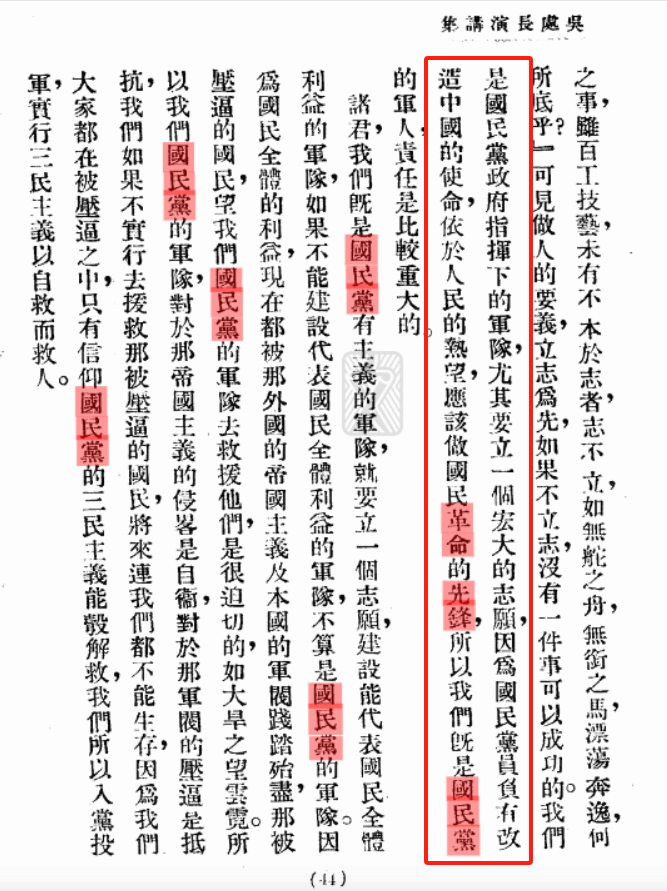 吳處長演講集
之事，雖百工技藝，未有不本於志者志不立，如無舵之舟，無銜之馬漂蕩奔逸，何
所底乎？」可見做人的要義，立志爲先，如果不立志，沒有一件事可以成功的。我們
是國民黨政府指揮下的軍隊，尤其要立一個宏大的志願，因爲國民黨員負有改
造中國的使命，依於人民的熱望，應該做國民革命的先鋒，所以我們既是國民黨
的軍人，責任是比較重大的。
諸君，我們既是國民黨有主義的軍隊，就要立一個志願，建設能代表國民全體
利益的軍隊，如果不能建設代表國民全體利益的軍隊，不算是國民黨的軍隊。因
爲國民全體的利益，現在都被那外國的帝國主義及本國的軍閥踐踏殆盡，那被
壓逼的國民，望我們國民黨的軍隊去救援他們，是很迫切的，如大旱之望雲霓。所
以我們國民黨的軍隊，對於那帝國主義的侵畧是自衞，對於那軍閥的壓逼是抵
抗，我們如果不實行去援救那被壓逼的國民，將來連我們都不能生存，因爲我們
大家都在被壓逼之中，只有信仰國民黨的三民主義能彀解救，我們所以入黨投
軍，實行三民主義以自救而救人。
(44)